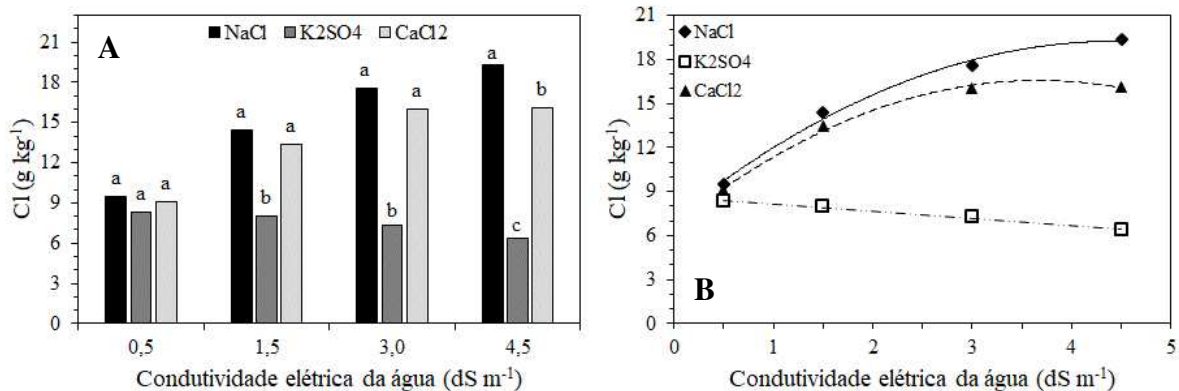 A
NaCl K2SO4 CaCl2
Cl (g kg-1)
21
18
15
12
9
6
3
0
a a a
a b a
a b a
a c b
0,5 1,5 3,0 4,5
Condutividade elétrica da água (dS m-1)
NaCl
K2SO4
CaCl2
Cl (g kg-1)
21
18
15
12
9
6
3
0
B
0 1 2 3 4 5
Condutividade elétrica da água (dS m-1)